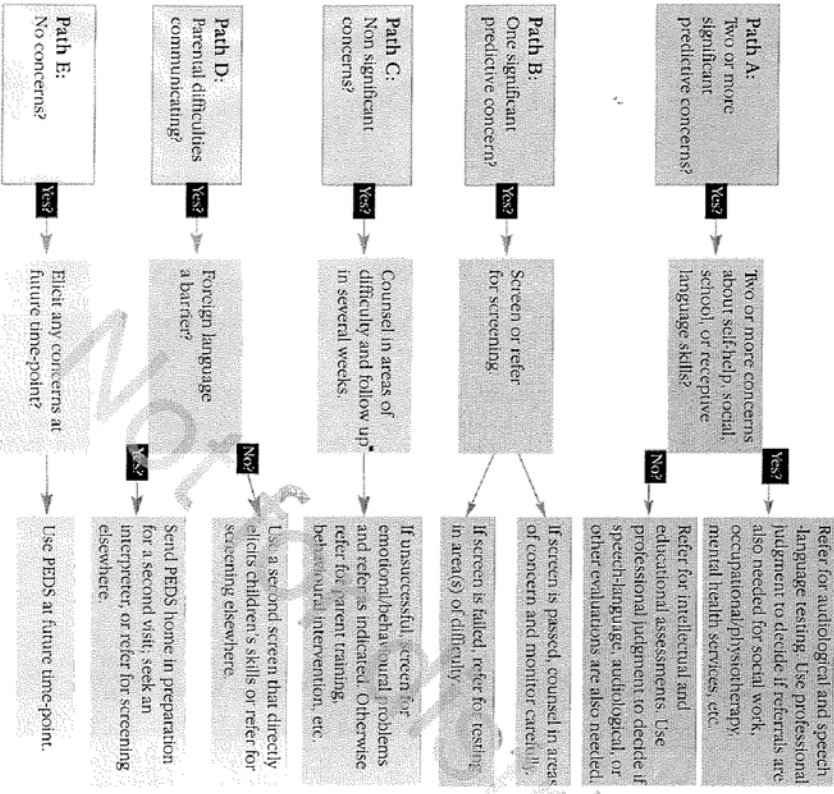 Path A:
Two or more
significant
predictive concerns?
Yes?
Two or more concerns
about self-help, social,
school, or receptive
language skills?
Yes?
Refer for audiological and speech
-language testing. Use professional
judgment to decide if referrals are
also needed for social work,
occupational/physiotherapy,
mental health services, etc
No?
Refer for intellectual and
educational assessments. Use
professional judgment to decide if
speech-language, audiological, or
other evaluations are also needed.
Path B:
One significant
predictive concern?
Yes?
Screen or refer
for screening.
If screen is passed, counsel in areas
of concern and monitor carefully.
If screen is failed, refer for testing
in area(s) of difficulty.
Path C:
Non significant
concerns?
Yes?
Counsel in areas of
difficulty and follow up*
in several weeks.
If unsuccessful, screen for
emotional/behavioural problems
and refer as indicated. Otherwise
refer for parent training,
behavioural intervention, etc.
Path D:
Parental difficulties
communicating?
Yes?
Foreign language
a barrier?
No?
Use a second screen that directly
elicits children's skills or refer for
screening elsewhere.
Yes?
Send PEDS home in preparation
for a second visit; seek an
interpreter, or refer for screening
elsewhere.
Path E:
No concerns?
Yes?
Elicit any concerns at
future time-point?
Use PEDS at future time-point.
Not for